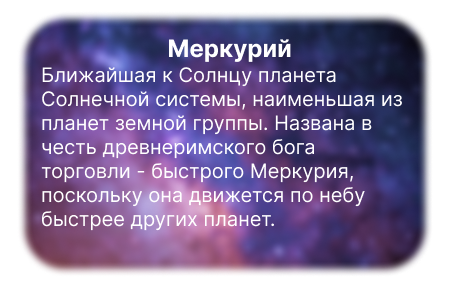 Меркурий
Ближайшая к Солнцу планета
Солнечной системы, наименьшая из
планет земной группы. Названа в
честь древнеримского бога
торговли - быстрого Меркурия,
поскольку она движется по небу
быстрее других планет.